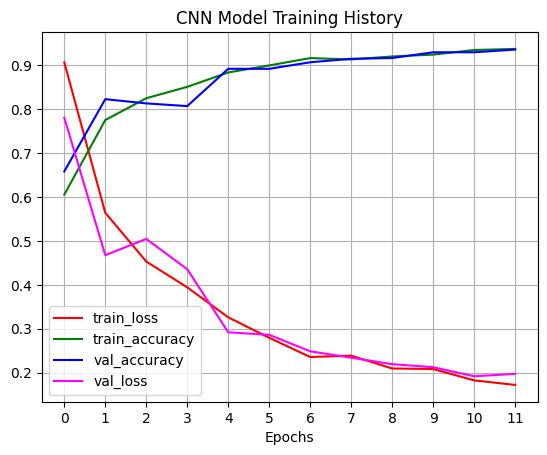 CNN Model Training History
0.9
0.8
0.7
0.6
0.5
0.4
0.3
0.2
train_loss
train_accuracy
val_accuracy
val_loss
0 1 2 3 4 5 6 7 8 9 10 11
Epochs